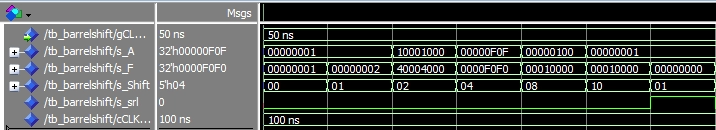 Msgs
/tb_barrelshift/gCL... 50 ns 50 ns
/tb_barrelshift/s_A 32'h00000F0F 00000001 10001000 00000F0F 00000100 00000001
/tb_barrelshift/s_F 32'h0000F0F0 00000001 00000002 40004000 0000F0F0 00010000 00010000 00000000
/tb_barrelshift/s_Shift 5'h04 00 01 02 04 08 10 01
/tb_barrelshift/s_srl 0
/tb_barrelshift/cCLK... 100 ns 100 ns